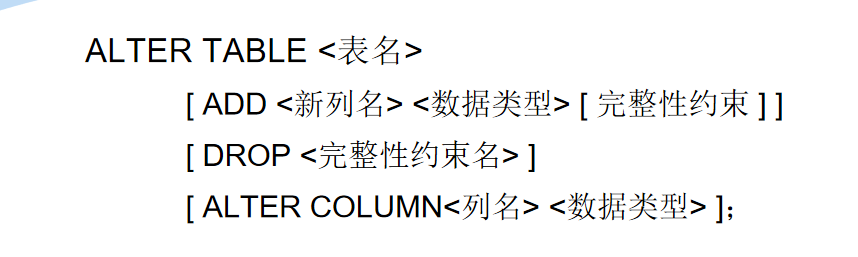 ALTER TABLE <表名>
[ ADD <新列名> <数据类型> [ 完整性约束 ] ]
[ DROP <完整性约束名> ]
[ ALTER COLUMN<列名> <数据类型> ];